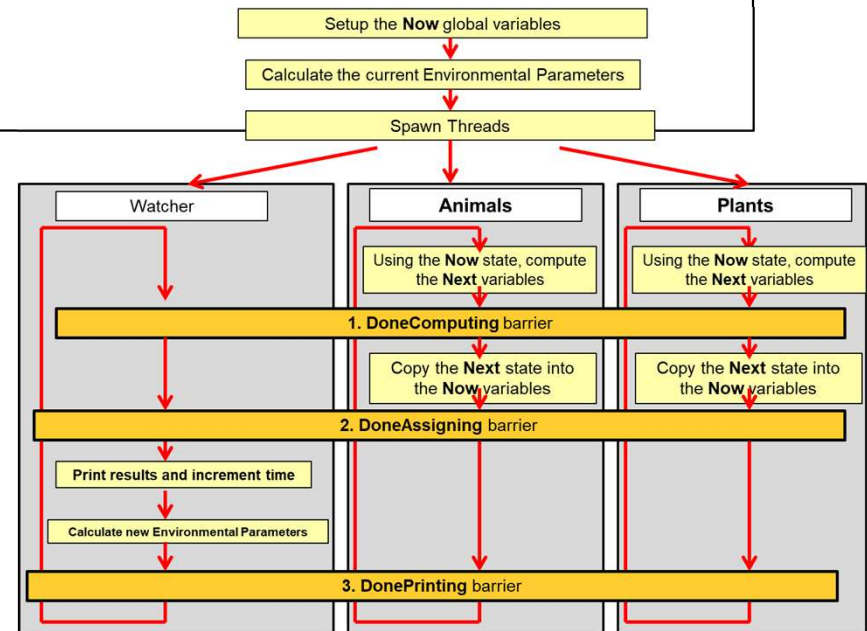 Setup the Now global variables
Calculate the current Environmental Parameters
Spawn Threads
Watcher
Animals
Plants
Using the Now state, compute
the Next variables
Using the Now state, compute
the Next variables
1. DoneComputing barrier
Copy the Next state into
the Now variables
Copy the Next state into
the Now variables
2. DoneAssigning barrier
Print results and increment time
Calculate new Environmental Parameters
3. DonePrinting barrier